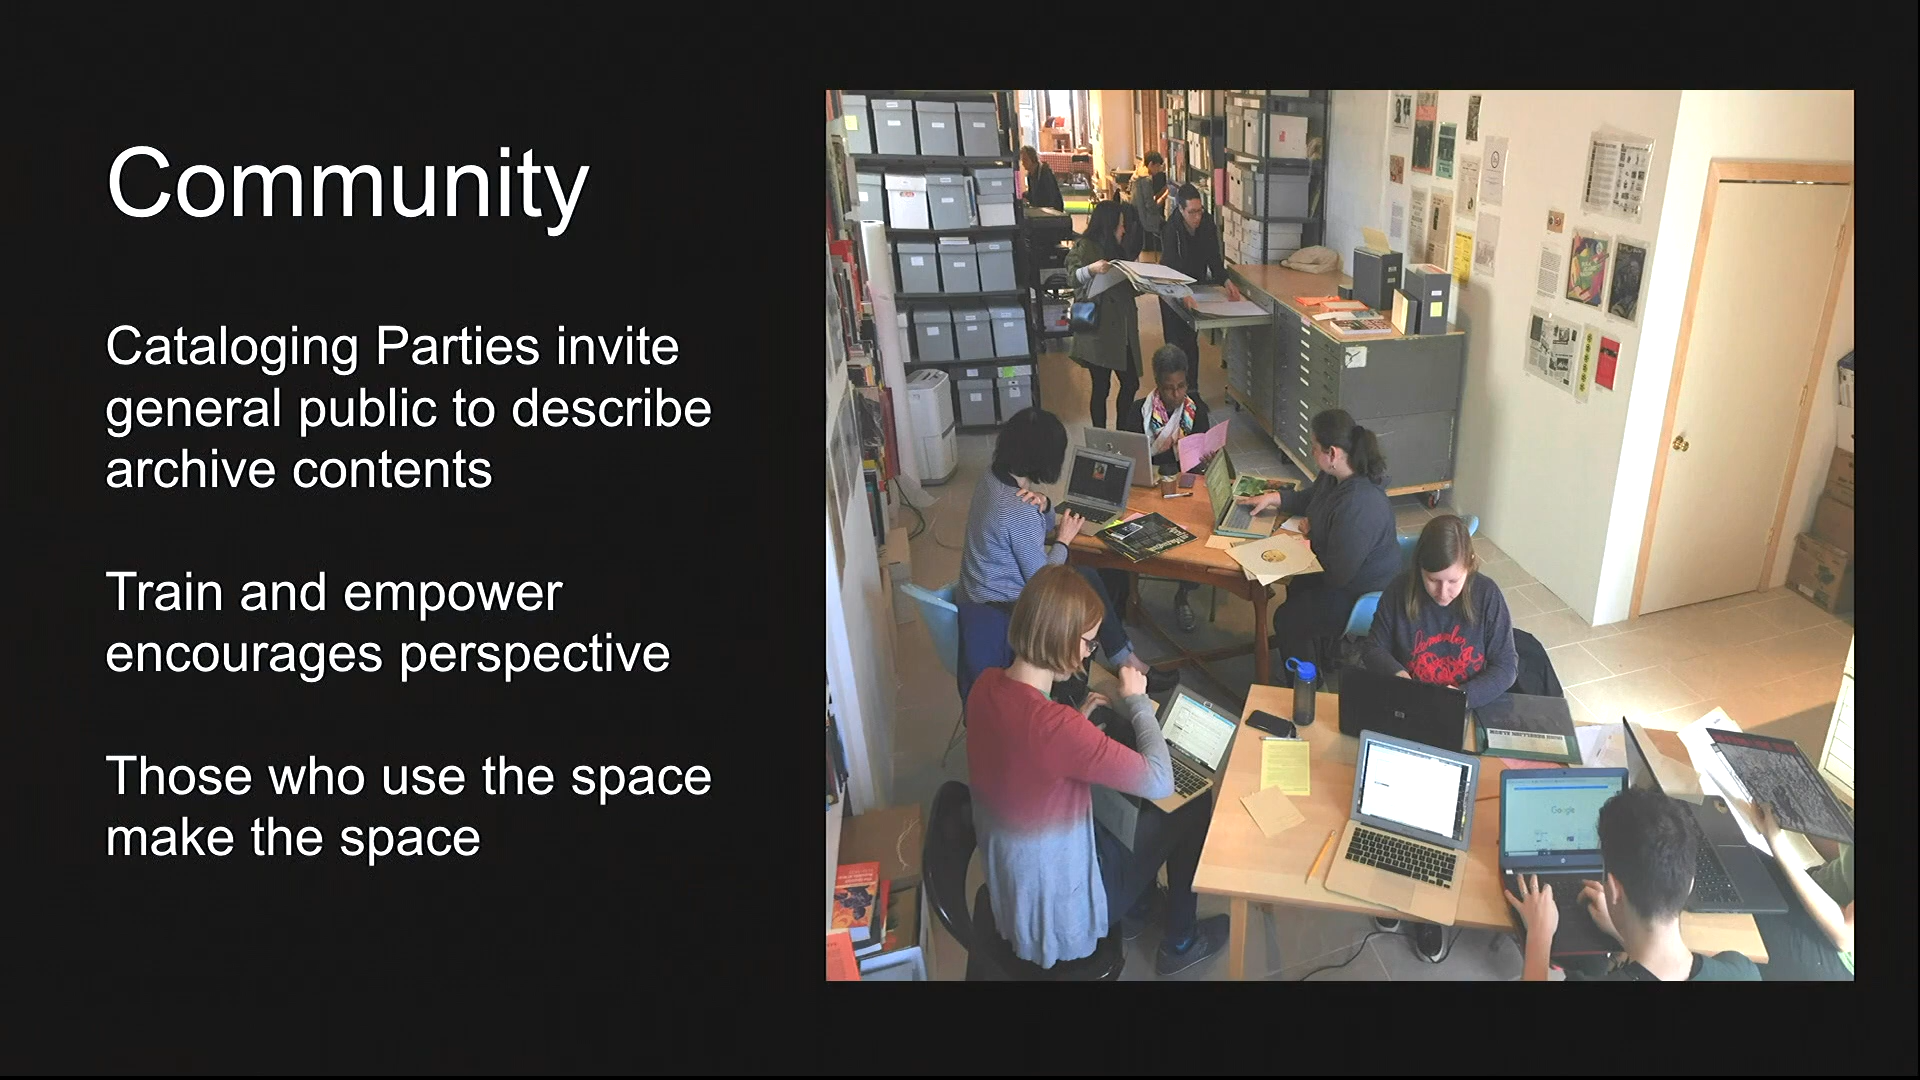 Community
Cataloging Parties invite
general public to describe
archive contents
Train and empower
encourages perspective
Those who use the space
make the space
Google